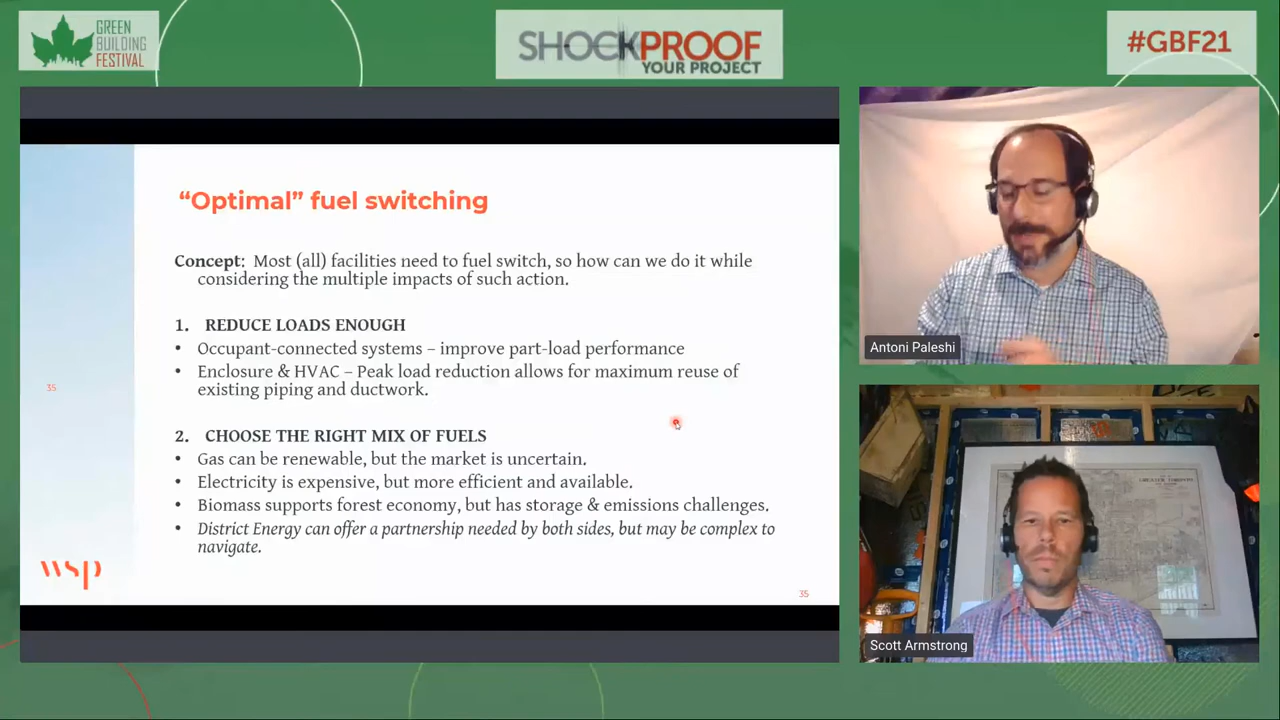 GREEN
BUILDING
FESTIVAL
SHOCKPROOF
YOUR PROJECT
#GBF21
“Optimal” fuel switching
Concept: Most (all) facilities need to fuel switch, so how can we do it while
considering the multiple impacts of such action.
1. REDUCE LOADS ENOUGH
• Occupant-connected systems – improve part-load performance
• Enclosure & HVAC – Peak load reduction allows for maximum reuse of
existing piping and ductwork.
35
2. CHOOSE THE RIGHT MIX OF FUELS
• Gas can be renewable, but the market is uncertain.
• Electricity is expensive, but more efficient and available.
• Biomass supports forest economy, but has storage & emissions challenges.
• District Energy can offer a partnership needed by both sides, but may be complex to
navigate.
wsp
35
Antoni Paleshi
GREATER TORONTO
Scott Armstrong